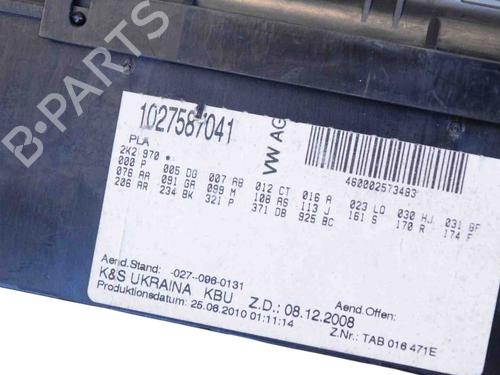 B-PARTS
1027587041
VW AG
PLA
460002573483
2K2 970
000 P 005 DG 007 AB 012 CT 016 A 023 LO 030 HJ 031 BF
076 AA 091 GA 099 M 108 AS 113 J 161 S 170 R 174 F
206 AR 234 BK 321 P 371 DB 925 BC
Aend.Stand: -027--096-0131
K&S UKRAINA KBU Z.D.: 08.12.2008 Aend.Offen:
Produktionsdatum: 25.06.2010 01:11:14 Z.Nr.: TAB 016 471E